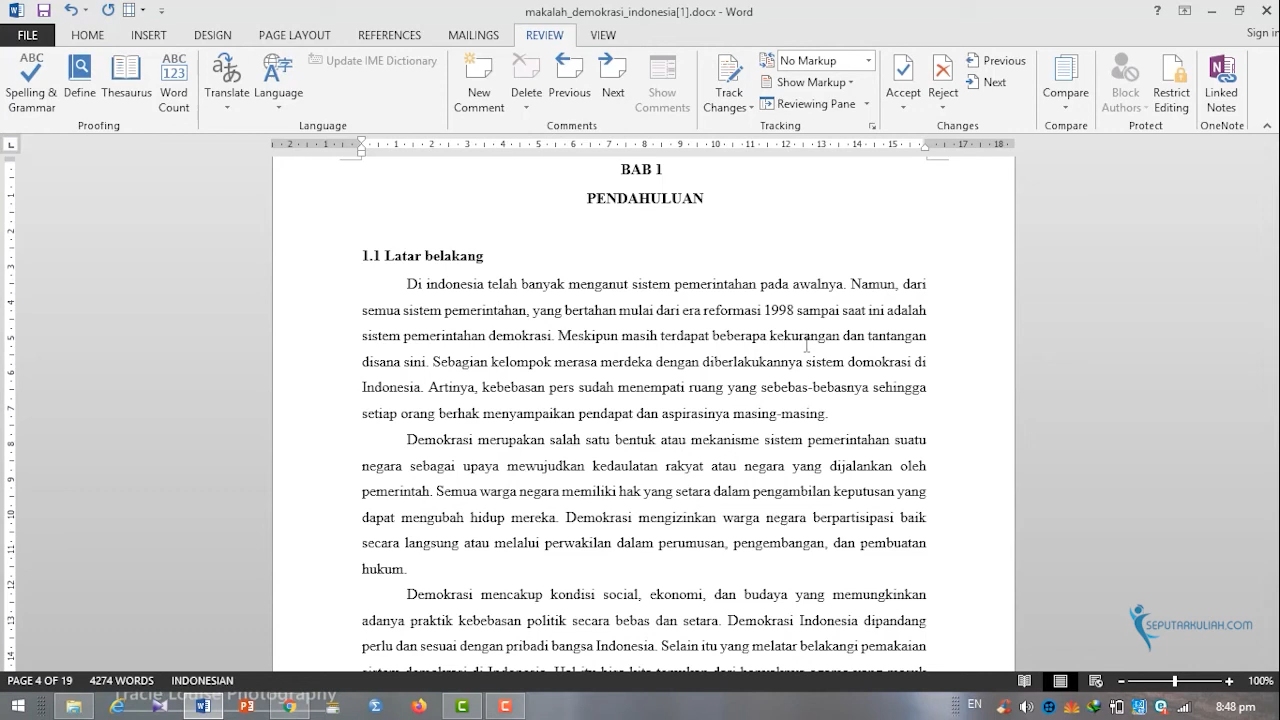 makalah_demokrasi_indonesia[1].docx - Word
FILE HOME INSERT DESIGN PAGE LAYOUT REFERENCES MAILINGS REVIEW VIEW Sign in
Spelling & Grammar
Define
Thesaurus
Word Count
Proofing
Translate
Language
Update IME Dictionary
Language
New Comment
Delete
Previous
Next
Show Comments
Comments
Track Changes
No Markup
Show Markup
Reviewing Pane
Tracking
Accept
Reject
Previous
Next
Changes
Compare
Compare
Block Authors
Restrict Editing
Protect
Linked Notes
OneNote
BAB 1
PENDAHULUAN
1.1 Latar belakang
Di indonesia telah banyak menganut sistem pemerintahan pada awalnya. Namun, dari
semua sistem pemerintahan, yang bertahan mulai dari era reformasi 1998 sampai saat ini adalah
sistem pemerintahan demokrasi. Meskipun masih terdapat beberapa kekurangan dan tantangan
disana sini. Sebagian kelompok merasa merdeka dengan diberlakukannya sistem domokrasi di
Indonesia. Artinya, kebebasan pers sudah menempati ruang yang sebebas-bebasnya sehingga
setiap orang berhak menyampaikan pendapat dan aspirasinya masing-masing.
Demokrasi merupakan salah satu bentuk atau mekanisme sistem pemerintahan suatu
negara sebagai upaya mewujudkan kedaulatan rakyat atau negara yang dijalankan oleh
pemerintah. Semua warga negara memiliki hak yang setara dalam pengambilan keputusan yang
dapat mengubah hidup mereka. Demokrasi mengizinkan warga negara berpartisipasi baik
secara langsung atau melalui perwakilan dalam perumusan, pengembangan, dan pembuatan
hukum.
Demokrasi mencakup kondisi social, ekonomi, dan budaya yang memungkinkan
adanya praktik kebebasan politik secara bebas dan setara. Demokrasi Indonesia dipandang
perlu dan sesuai dengan pribadi bangsa Indonesia. Selain itu yang melatar belakangi pemakaian
SEPUTARKULIAH.COM
PAGE 4 OF 19 4274 WORDS INDONESIAN 100%
Tracie Louise Photography
EN 8:48 pm